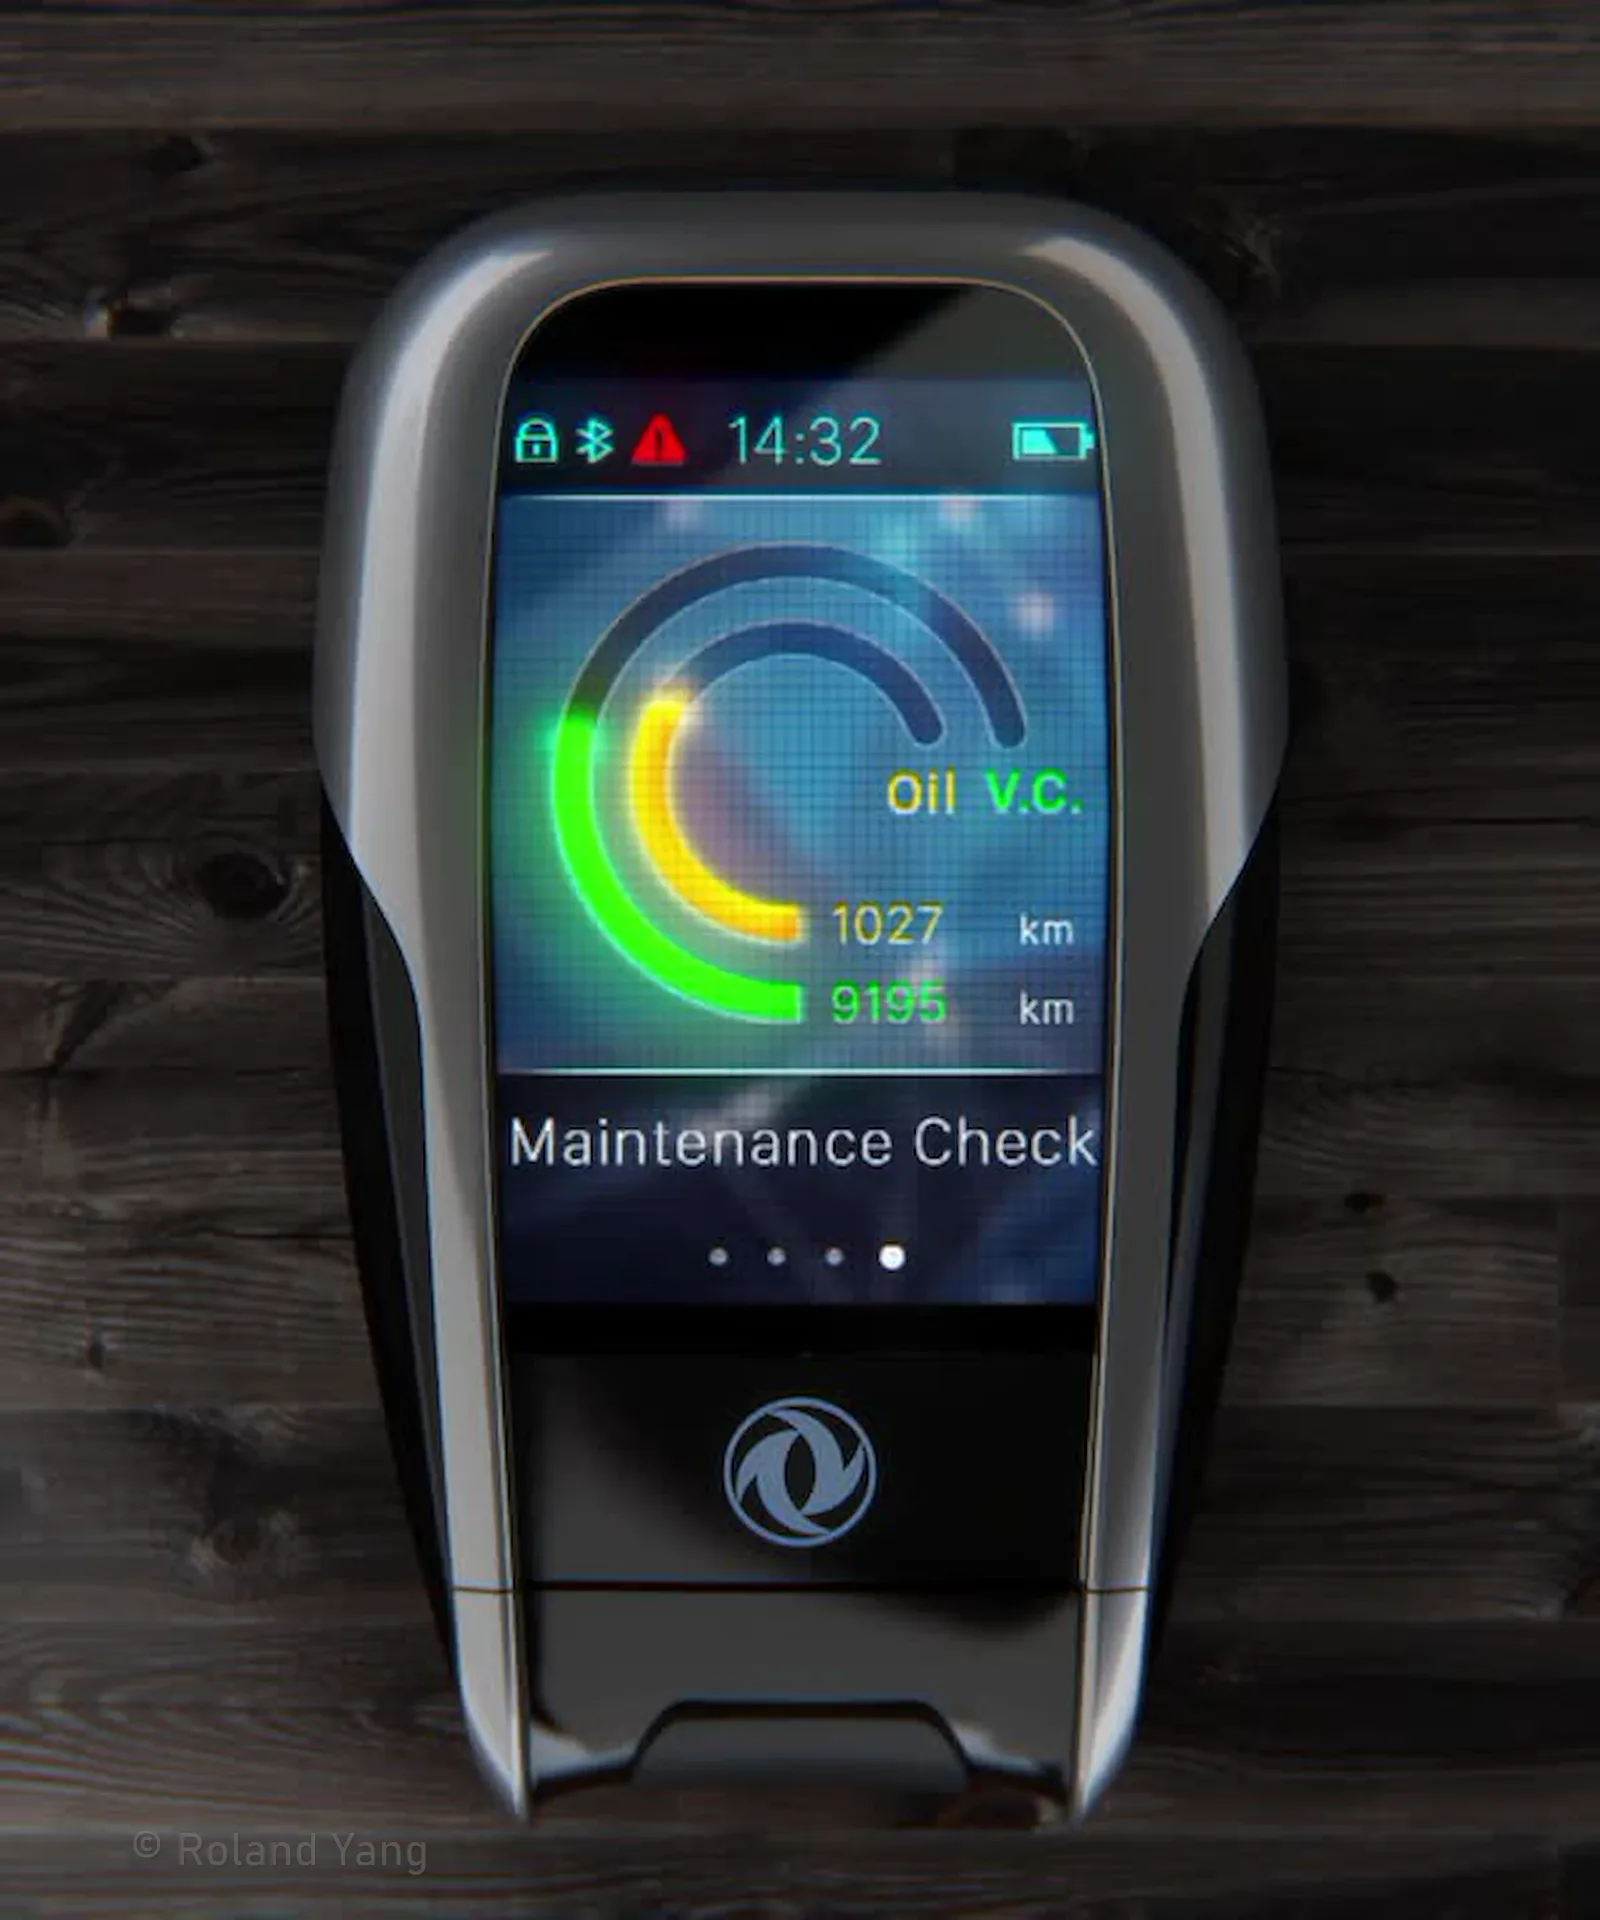 14:32
Oil V.C.
1027 km
9195 km
Maintenance Check
© Roland Yang